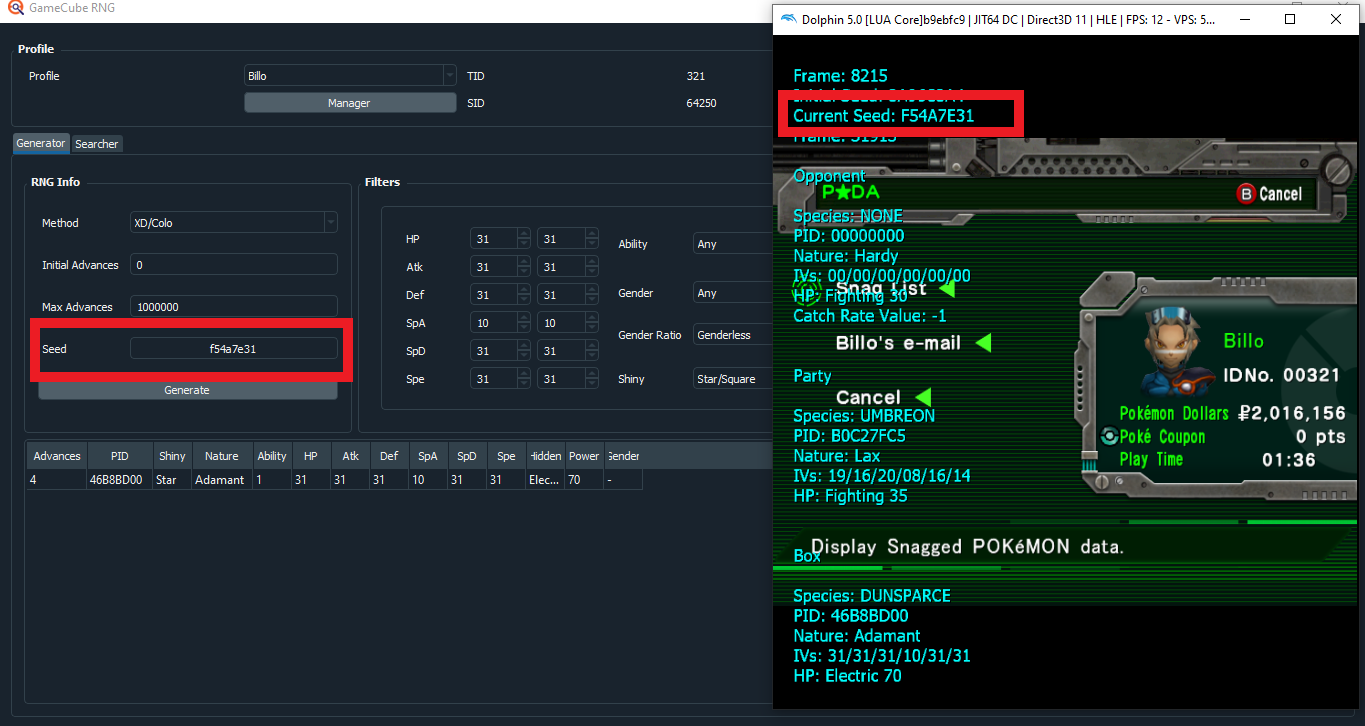 GameCube RNG
Profile
Profile
Billo
TID
321
Manager
SID
64250
Generator
Searcher
RNG Info
Method
XD/Colo
Initial Advances
0
Max Advances
1000000
Seed
f54a7e31
Generate
Filters
HP
31
31
Ability
Any
Atk
31
31
Def
31
31
Gender
Any
SpA
10
10
Gender Ratio
Genderless
SpD
31
31
Spe
31
31
Shiny
Star/Square
Advances PID Shiny Nature Ability HP Atk Def SpA SpD Spe Hidden Power Gender
4 46B8BD00 Star Adamant 1 31 31 31 10 31 31 Elec... 70 -
Dolphin 5.0 [LUA Core]b9ebfc9 | JIT64 DC | Direct3D 11 | HLE | FPS: 12 - VPS: 5...
Frame: 8215
Current Seed: F54A7E31
Frame: 31913
Opponent
P★DA
B Cancel
Species: NONE
PID: 00000000
Nature: Hardy
IVs: 00/00/00/00/00/00
Snag List
HP: Fighting 30
Catch Rate Value: -1
Billo's e-mail
Party
Cancel
Species: UMBREON
PID: B0C27FC5
Nature: Lax
IVs: 19/16/20/08/16/14
HP: Fighting 35
Billo
IDNo. 00321
Pokémon Dollars ₽2,016,156
Poké Coupon 0 pts
Play Time 01:36
Display Snagged POKéMON data.
Box
Species: DUNSPARCE
PID: 46B8BD00
Nature: Adamant
IVs: 31/31/31/10/31/31
HP: Electric 70